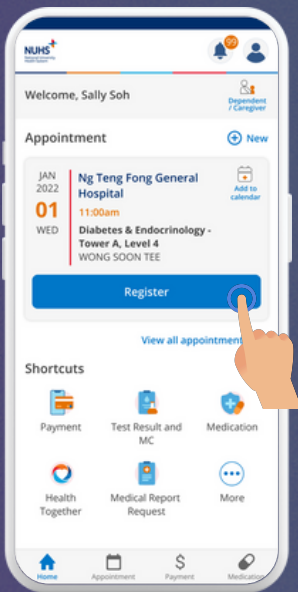 NUHS
National University
Health System
99
Welcome, Sally Soh
Dependent
/ Caregiver
Appointment
New
JAN
2022
01
WED
Ng Teng Fong General
Hospital
11:00am
Diabetes & Endocrinology -
Tower A, Level 4
WONG SOON TEE
Add to
calendar
Register
View all appointment
Shortcuts
Payment
Test Result and
MC
Medication
Health
Together
Medical Report
Request
More
Home
Appointment
Payment
Medication